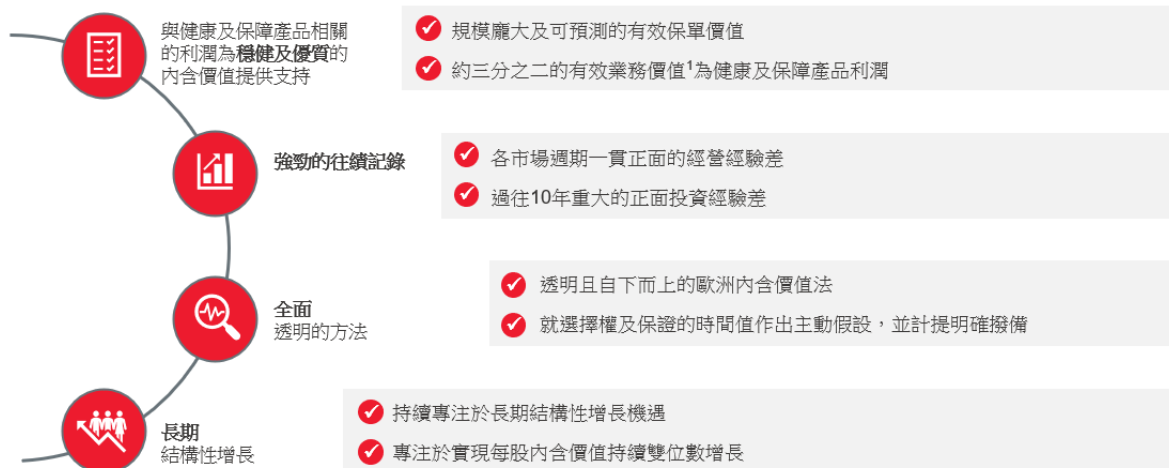 與健康及保障產品相關
的利潤為穩健及優質的
內含價值提供支持
規模龐大及可預測的有效保單價值
約三分之二的有效業務價值¹為健康及保障產品利潤
強勁的往績記錄
各市場週期一貫正面的經營經驗差
過往10年重大的正面投資經驗差
全面
透明的方法
透明且自下而上的歐洲內含價值法
就選擇權及保證的時間值作出主動假設，並計提明確撥備
長期
結構性增長
持續專注於長期結構性增長機遇
專注於實現每股內含價值持續雙位數增長